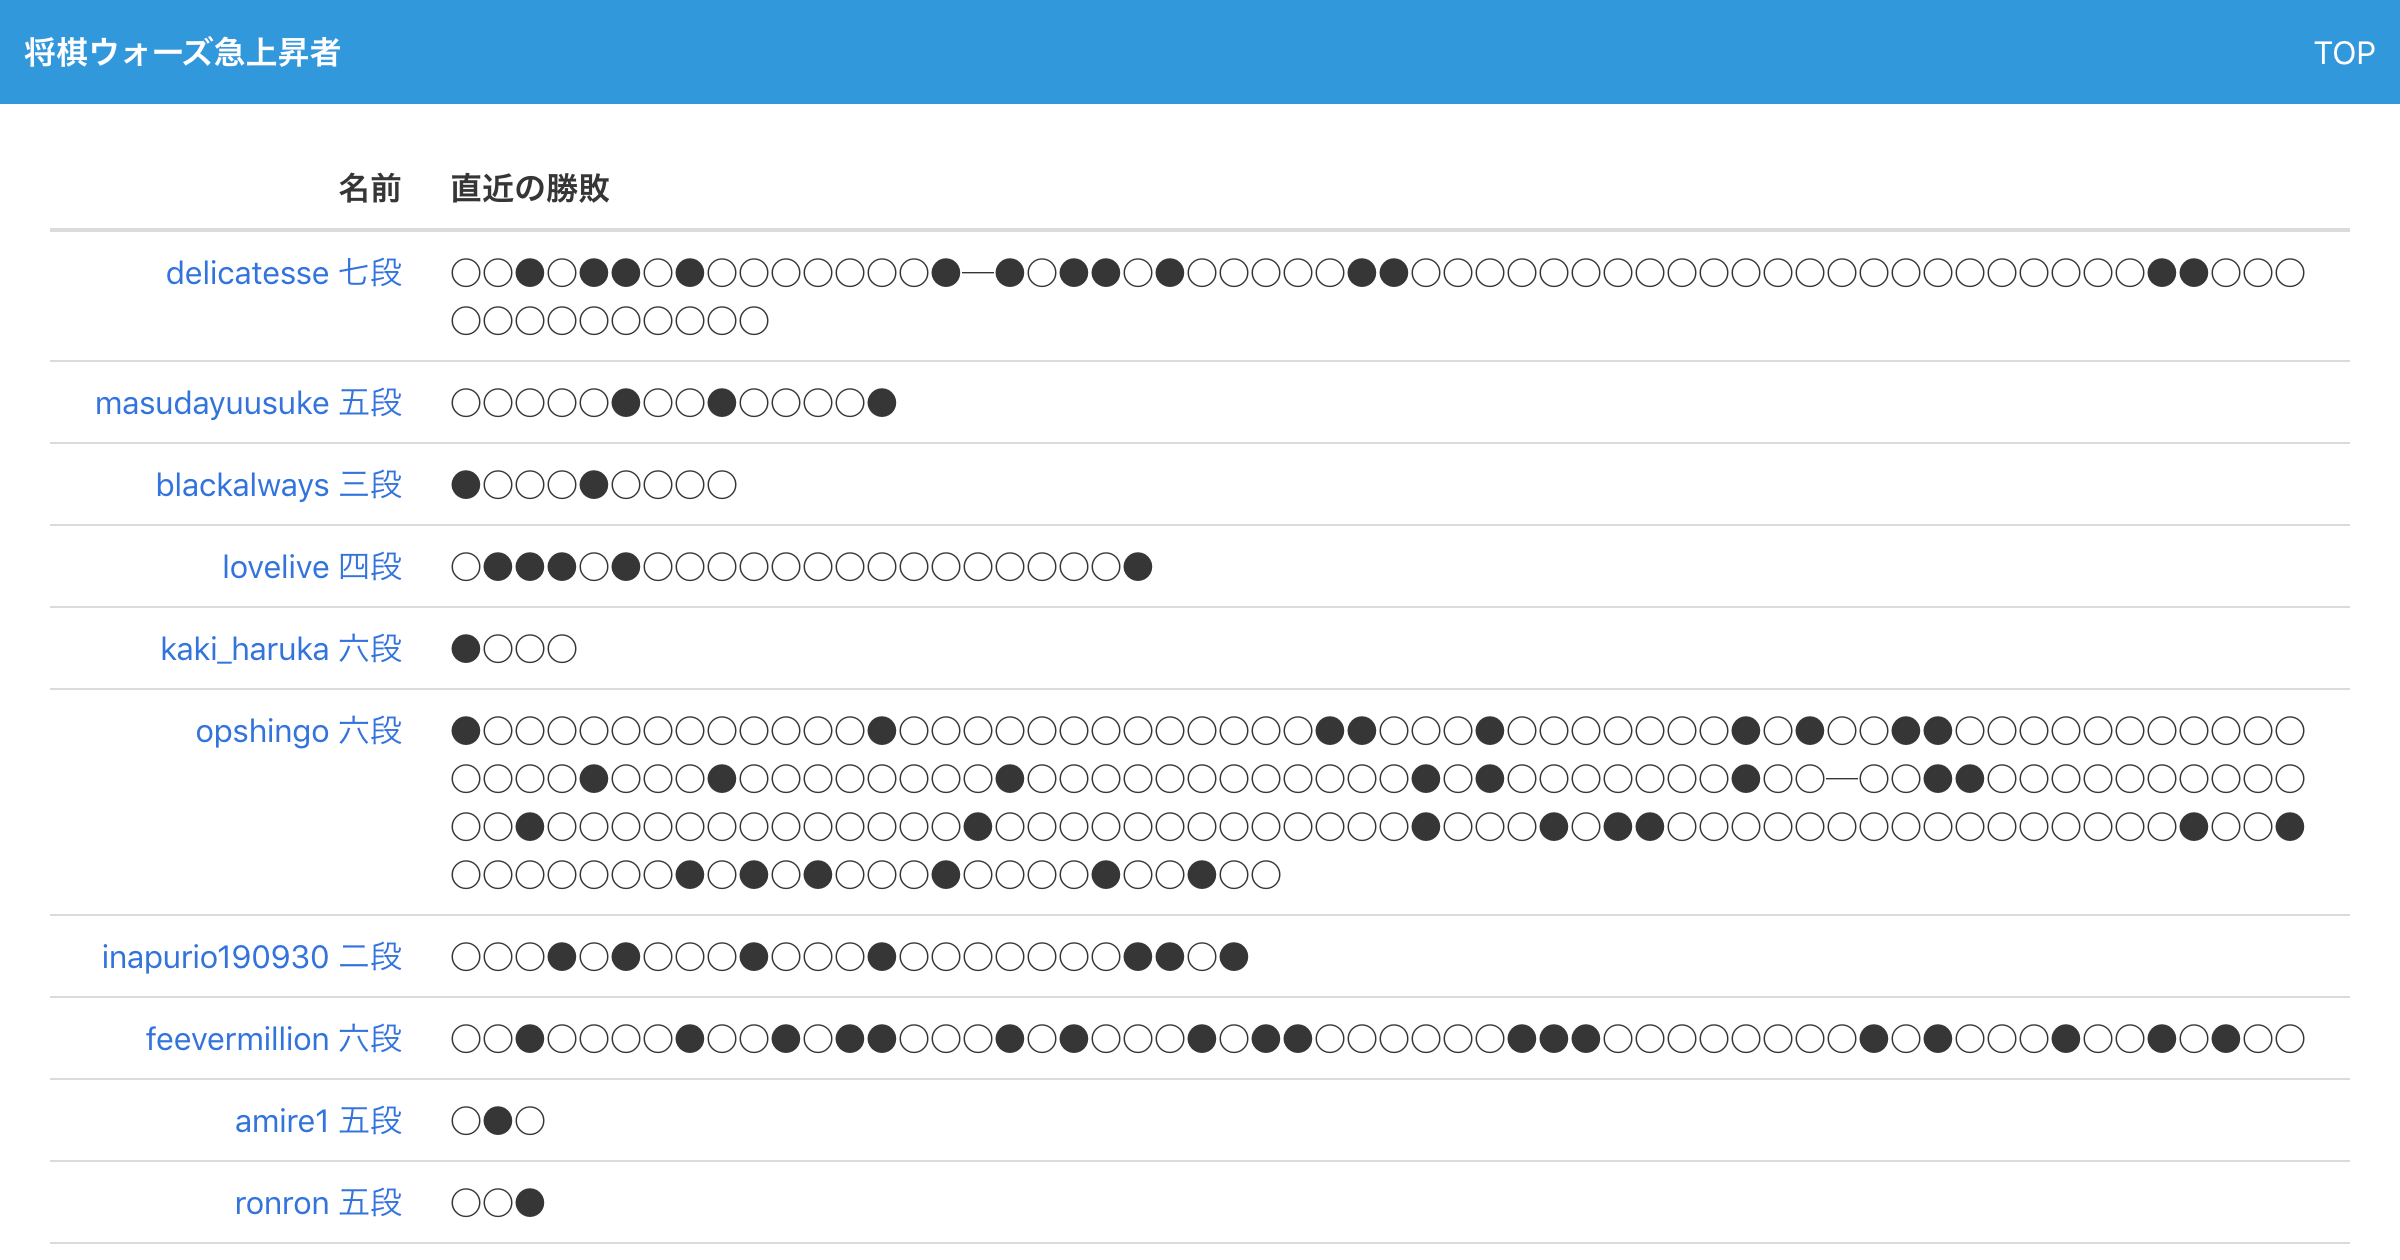 将棋ウォーズ急上昇者 TOP
名前 直近の勝敗
delicatesse 七段 ○○●○●●○●○○○○○○○●―●○●●○●○○○○○●●○○○○○○○○○○○○○○○○○○○○○○○●●○○○
○○○○○○○○○○
masudayuusuke 五段 ○○○○○●○○●○○○○●
blackalways 三段 ●○○○●○○○○
lovelive 四段 ○●●●○●○○○○○○○○○○○○○○○●
kaki_haruka 六段 ●○○○
opshingo 六段 ●○○○○○○○○○○○○●○○○○○○○○○○○○○●●○○○●○○○○○○○●○●○○●●○○○○○○○○○○○
○○○○●○○○●○○○○○○○○●○○○○○○○○○○○○●○●○○○○○○○●○○―○○●●○○○○○○○○○○
○○●○○○○○○○○○○○○○●○○○○○○○○○○○○○●○○○●○●●○○○○○○○○○○○○○○○○●○○●
○○○○○○○●○●○●○○○●○○○○●○○●○○
inapurio190930 二段 ○○○●○●○○○●○○○●○○○○○○○●●○●
feevermillion 六段 ○○●○○○○●○○●○●●○○○●○●○○○●○●●○○○○○○●●●○○○○○○○○●○●○○○●○○●○●○○
amire1 五段 ○●○
ronron 五段 ○○●